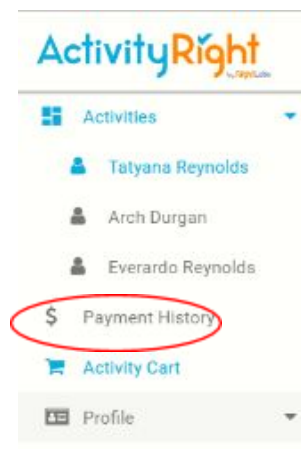 ActivityRight
Activities
Tatyana Reynolds
Arch Durgan
Everardo Reynolds
$ Payment History
Activity Cart
Profile